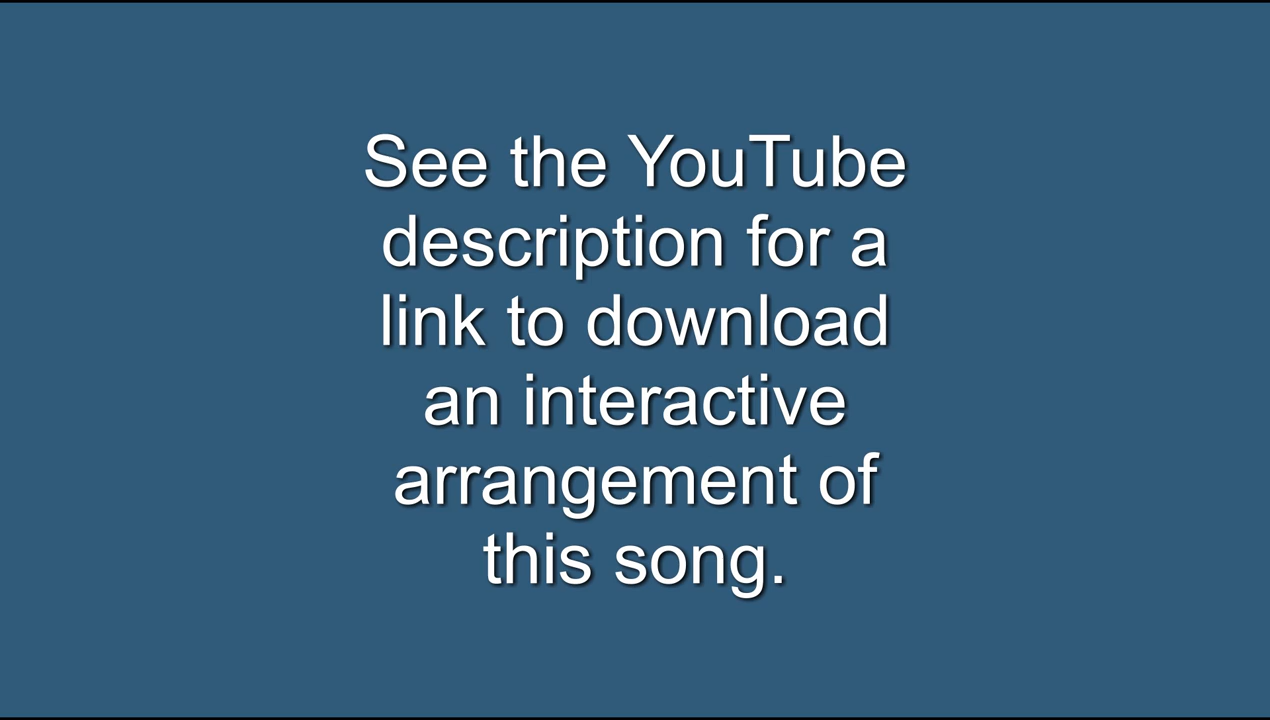 See the YouTube
description for a
link to download
an interactive
arrangement of
this song.